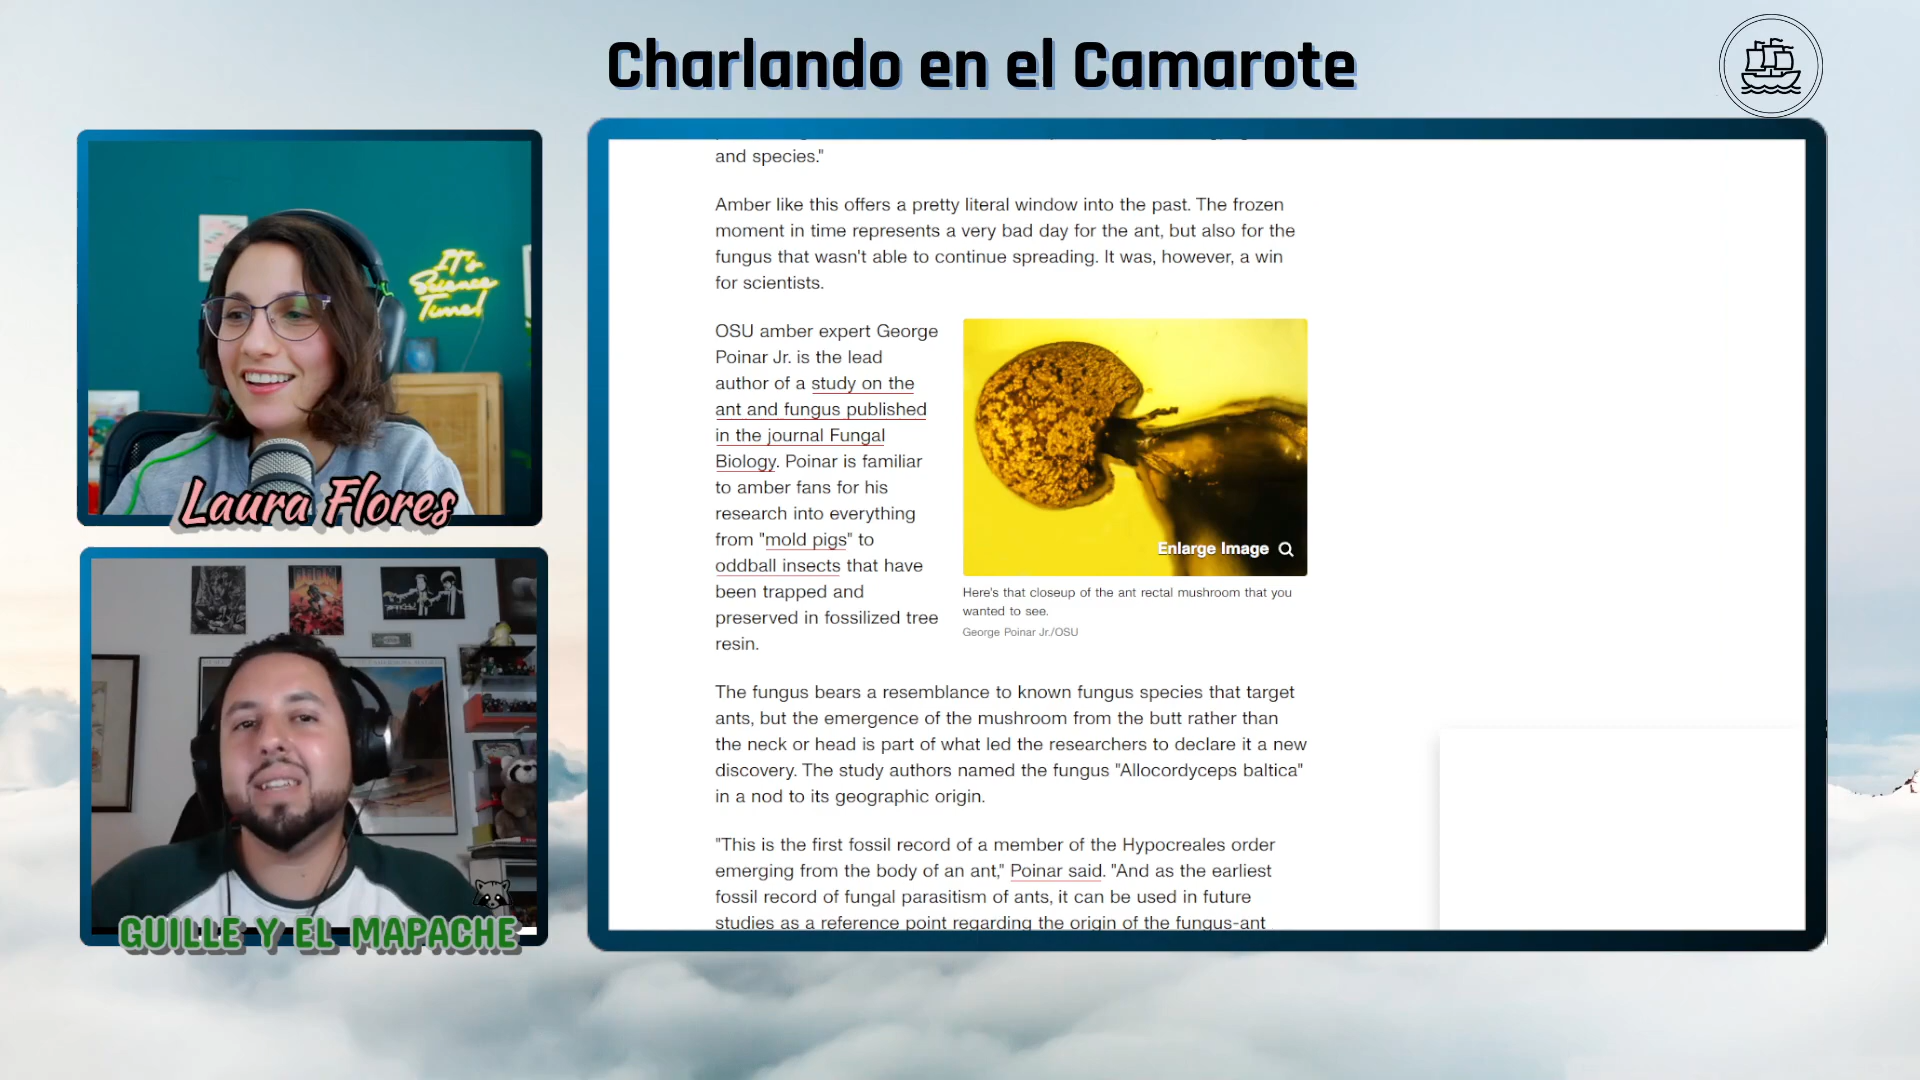 Charlando en el Camarote
IT'S
Science
Time!
Laura Flores
DOOM
GUILLE Y EL MAPACHE
and species."
Amber like this offers a pretty literal window into the past. The frozen
moment in time represents a very bad day for the ant, but also for the
fungus that wasn't able to continue spreading. It was, however, a win
for scientists.
OSU amber expert George
Poinar Jr. is the lead
author of a study on the
ant and fungus published
in the journal Fungal
Biology. Poinar is familiar
to amber fans for his
research into everything
from "mold pigs" to
oddball insects that have
been trapped and
preserved in fossilized tree
resin.
Enlarge Image
Here's that closeup of the ant rectal mushroom that you
wanted to see.
George Poinar Jr./OSU
The fungus bears a resemblance to known fungus species that target
ants, but the emergence of the mushroom from the butt rather than
the neck or head is part of what led the researchers to declare it a new
discovery. The study authors named the fungus "Allocordyceps baltica"
in a nod to its geographic origin.
"This is the first fossil record of a member of the Hypocreales order
emerging from the body of an ant," Poinar said. "And as the earliest
fossil record of fungal parasitism of ants, it can be used in future
studies as a reference point regarding the origin of the fungus-ant